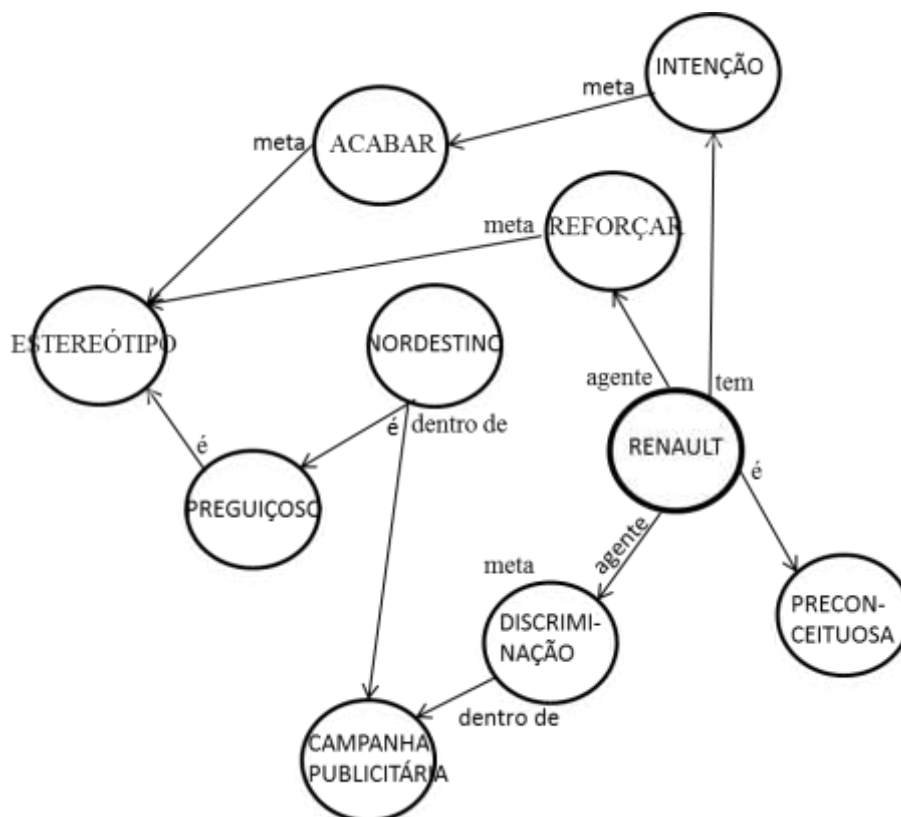 INTENÇÃO
meta
ACABAR
meta
meta
REFORÇAR
ESTEREÓTIPO
NORDESTINO
agente
tem
é
dentro de
RENAULT
é
é
PREGUIÇOSO
agente
meta
DISCRIMI-
NAÇÃO
PRECON-
CEITUOSA
dentro de
CAMPANHA
PUBLICITÁRIA